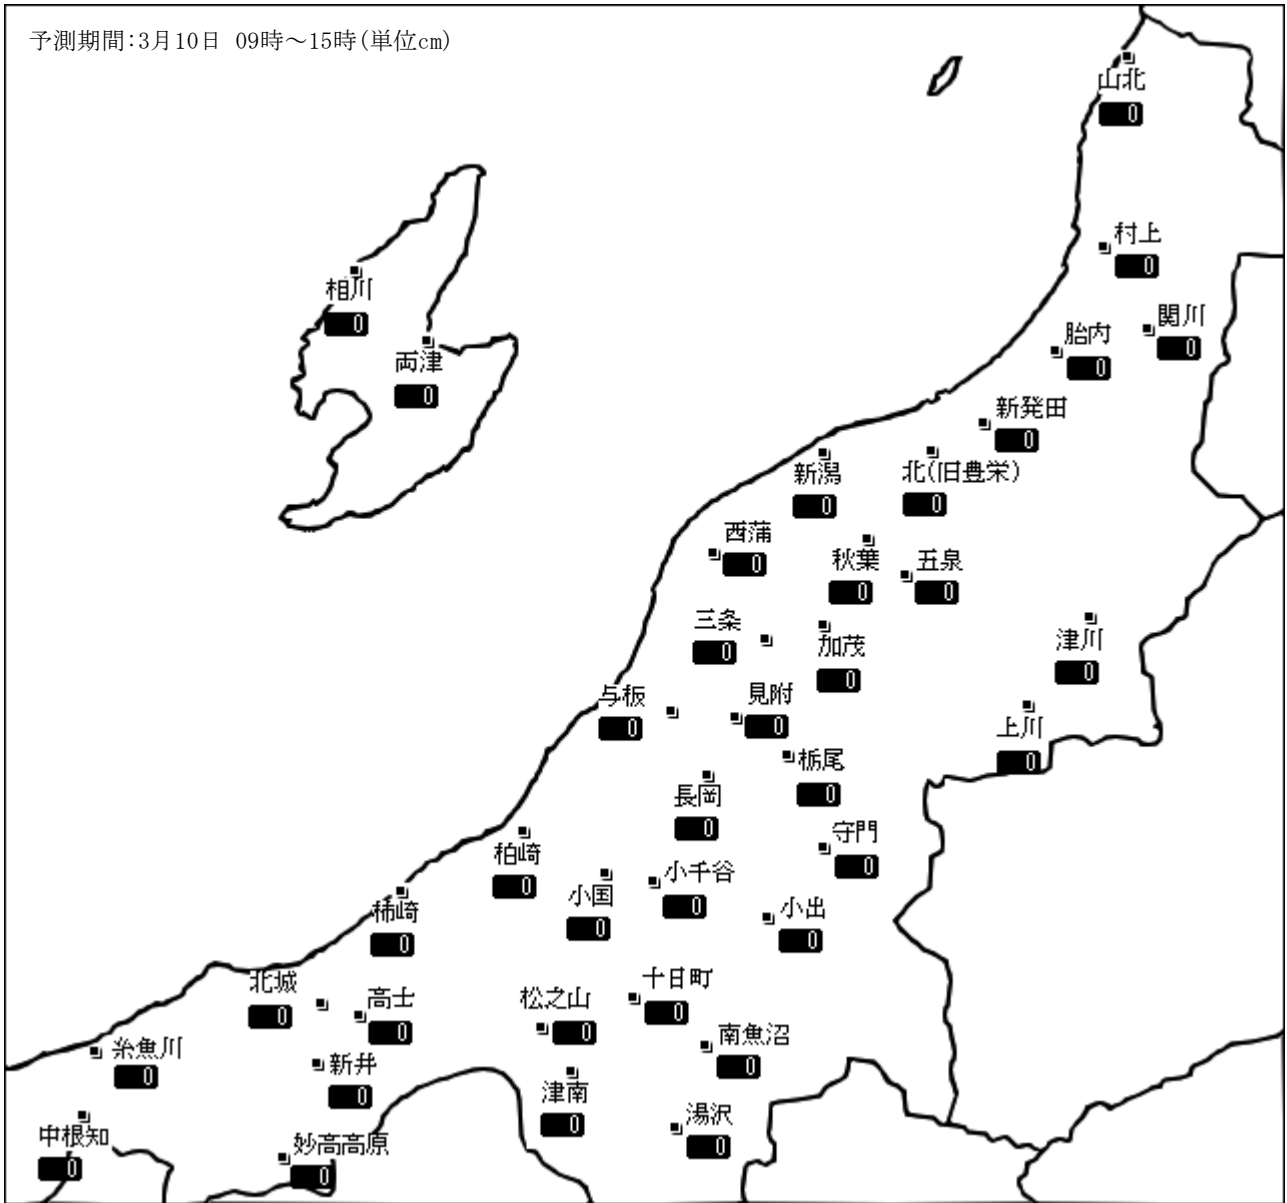 予測期間:3月10日 09時～15時(単位cm)
山北
0
村上
0
相川
0
関川
0
胎内
0
両津
0
新発田
0
新潟
0
北(旧豊栄)
0
西蒲
0
秋葉
0
五泉
0
三条
0
加茂
0
津川
0
与板
0
見附
0
上川
0
栃尾
0
長岡
0
守門
0
柏崎
0
小国
0
小千谷
0
小出
0
柿崎
0
北城
0
高士
0
松之山
0
十日町
0
南魚沼
0
糸魚川
0
新井
0
津南
0
湯沢
0
中根知
0
妙高高原
0